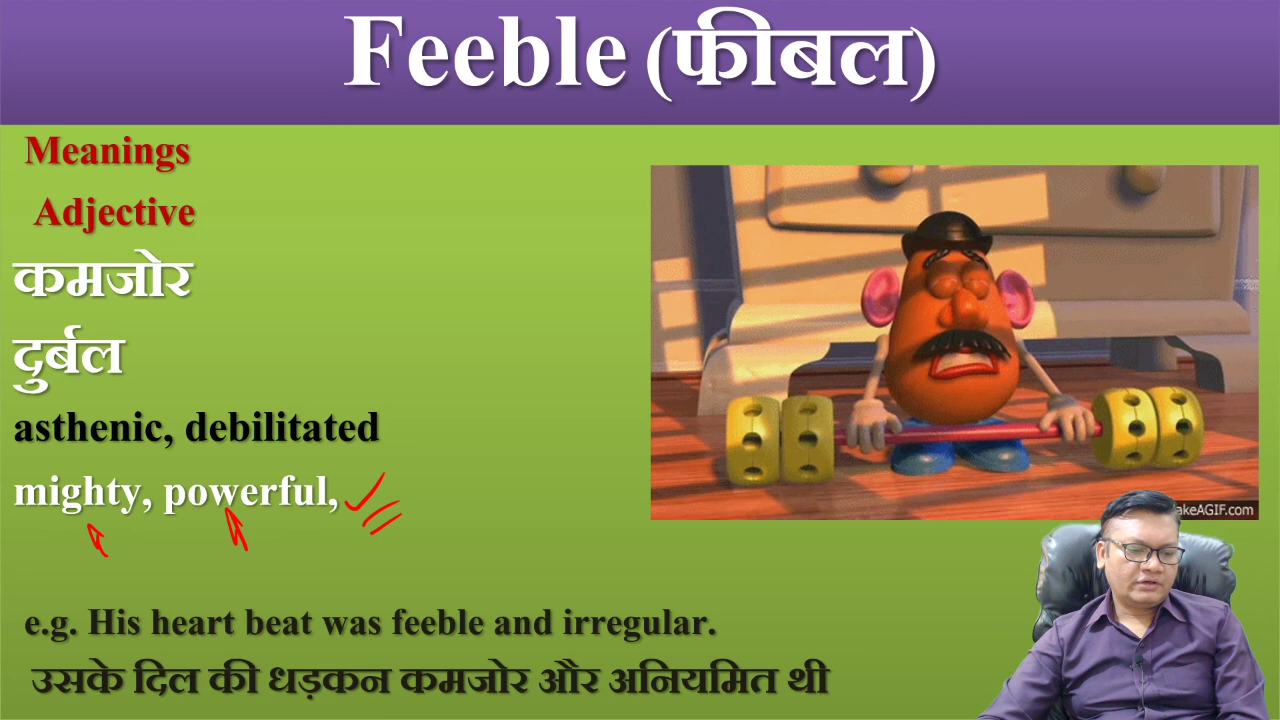 Feeble (फीबल)
Meanings
Adjective
कमजोर
दुर्बल
asthenic, debilitated
mighty, powerful,
akeAGIF.com
e.g. His heart beat was feeble and irregular.
उसके दिल की धड़कन कमजोर और अनियमित थी